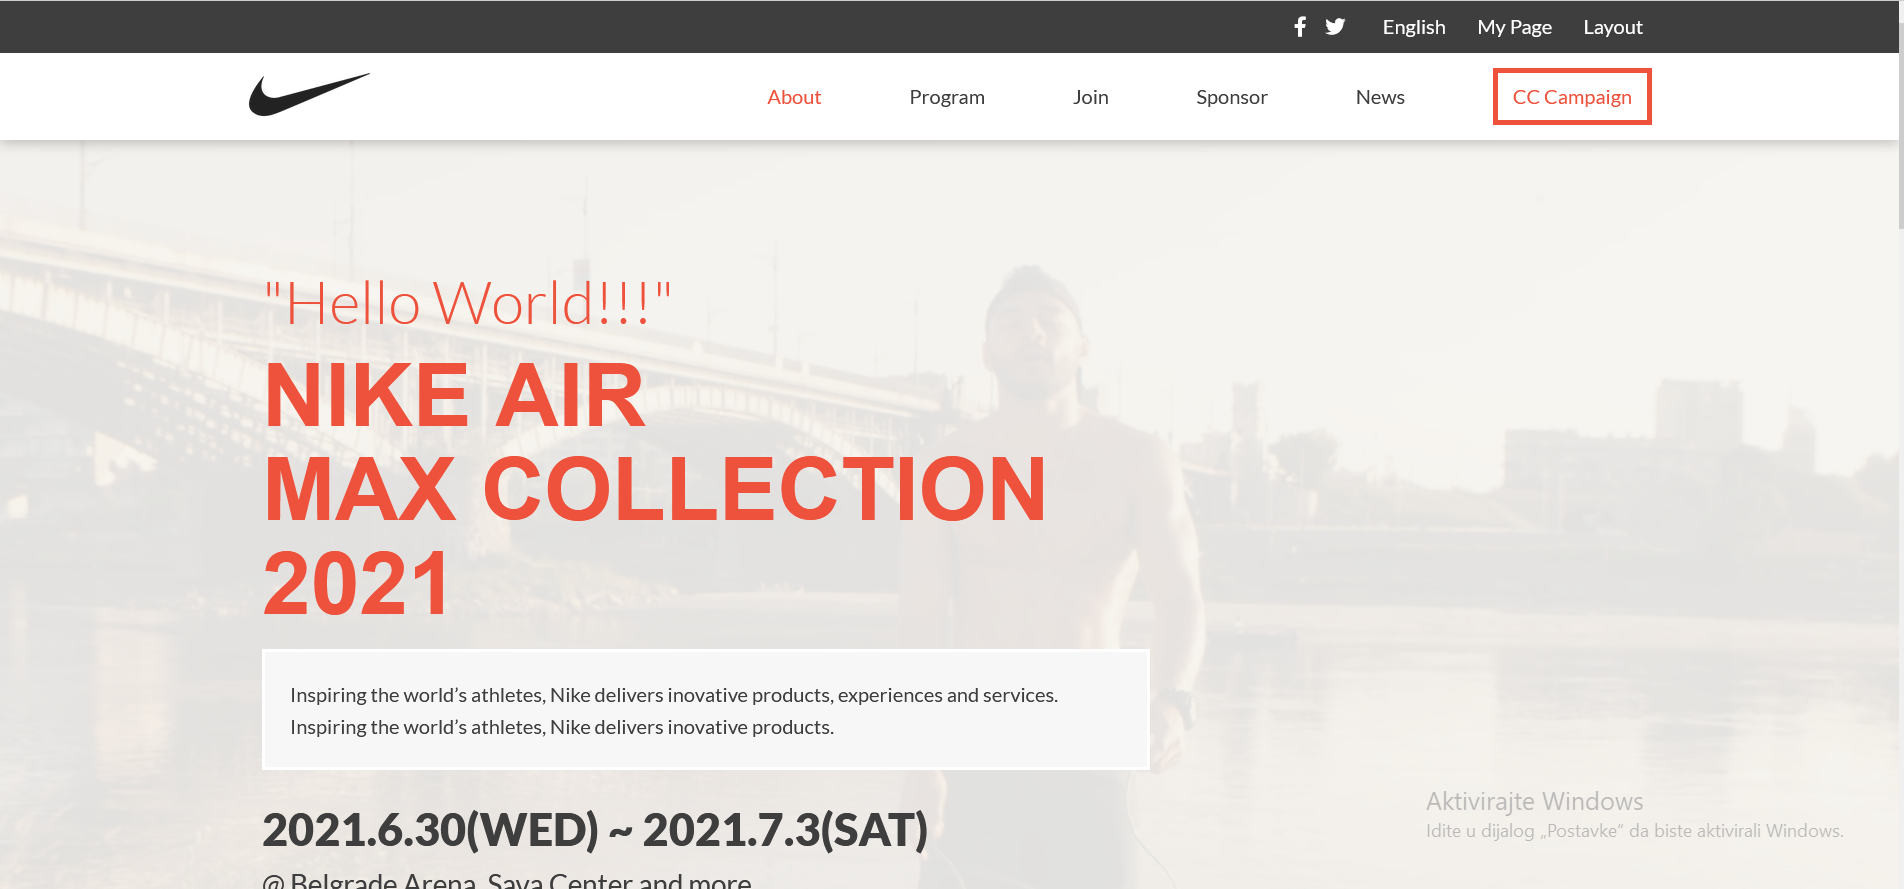 English My Page Layout
About Program Join Sponsor News CC Campaign
"Hello World!!!"
NIKE AIR
MAX COLLECTION
2021
Inspiring the world’s athletes, Nike delivers inovative products, experiences and services.
Inspiring the world’s athletes, Nike delivers inovative products.
2021.6.30(WED) ~ 2021.7.3(SAT)
@ Belgrade Arena, Sava Center and more
Aktivirajte Windows
Idite u dijalog „Postavke“ da biste aktivirali Windows.